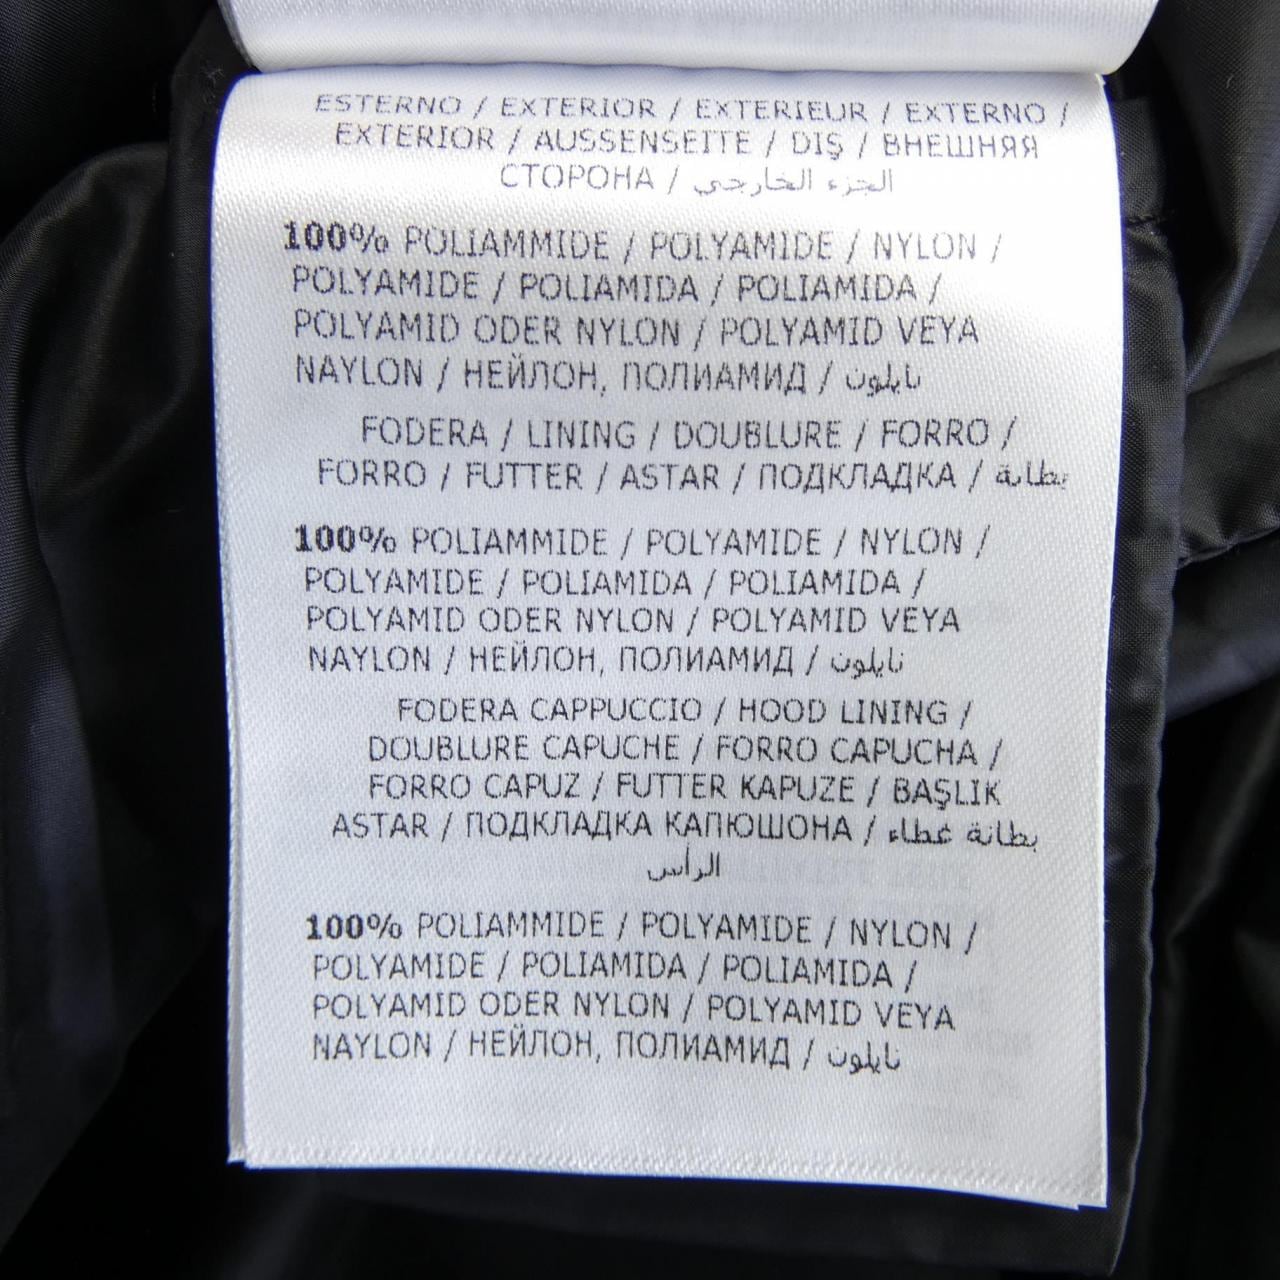 ESTERNO / EXTERIOR / EXTERIEUR / EXTERNO /
EXTERIOR / AUSSENSEITE / DIŞ / ВНЕШНЯЯ
СТОРОНА / الجزء الخارجي
100% POLIAMMIDE / POLYAMIDE / NYLON /
POLYAMIDE / POLIAMIDA / POLIAMIDA /
POLYAMID ODER NYLON / POLYAMID VEYA
NAYLON / НЕЙЛОН, ПОЛИАМИД / نايلون
FODERA / LINING / DOUBLURE / FORRO /
FORRO / FUTTER / ASTAR / ПОДКЛАДКА / بطانة
100% POLIAMMIDE / POLYAMIDE / NYLON /
POLYAMIDE / POLIAMIDA / POLIAMIDA /
POLYAMID ODER NYLON / POLYAMID VEYA
NAYLON / НЕЙЛОН, ПОЛИАМИД / نايلون
FODERA CAPPUCCIO / HOOD LINING /
DOUBLURE CAPUCHE / FORRO CAPUCHA /
FORRO CAPUZ / FUTTER KAPUZE / BAŞLIK
ASTAR / ПОДКЛАДКА КАПЮШОНА / بطانة غطاء
الرأس
100% POLIAMMIDE / POLYAMIDE / NYLON /
POLYAMIDE / POLIAMIDA / POLIAMIDA /
POLYAMID ODER NYLON / POLYAMID VEYA
NAYLON / НЕЙЛОН, ПОЛИАМИД / نايلون